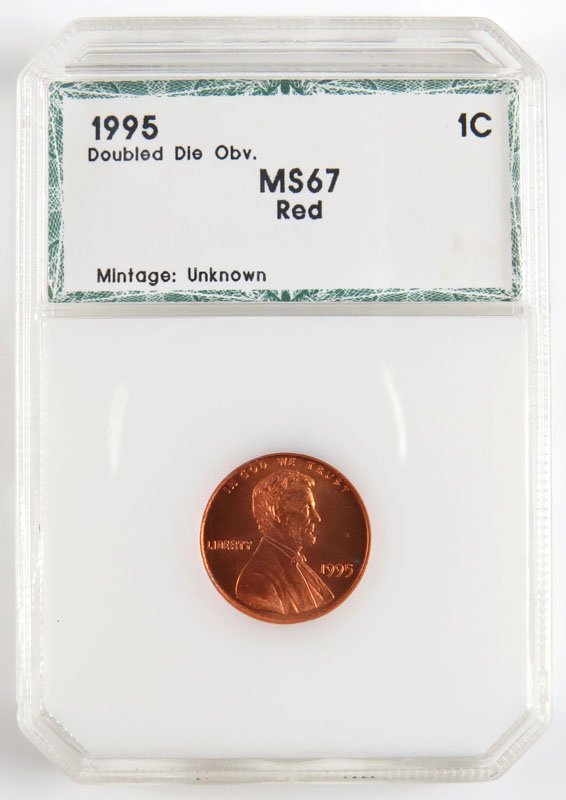 1995 1C
Doubled Die Obv.
MS67
Red
Mintage: Unknown
IN GOD WE TRUST
LIBERTY
1995